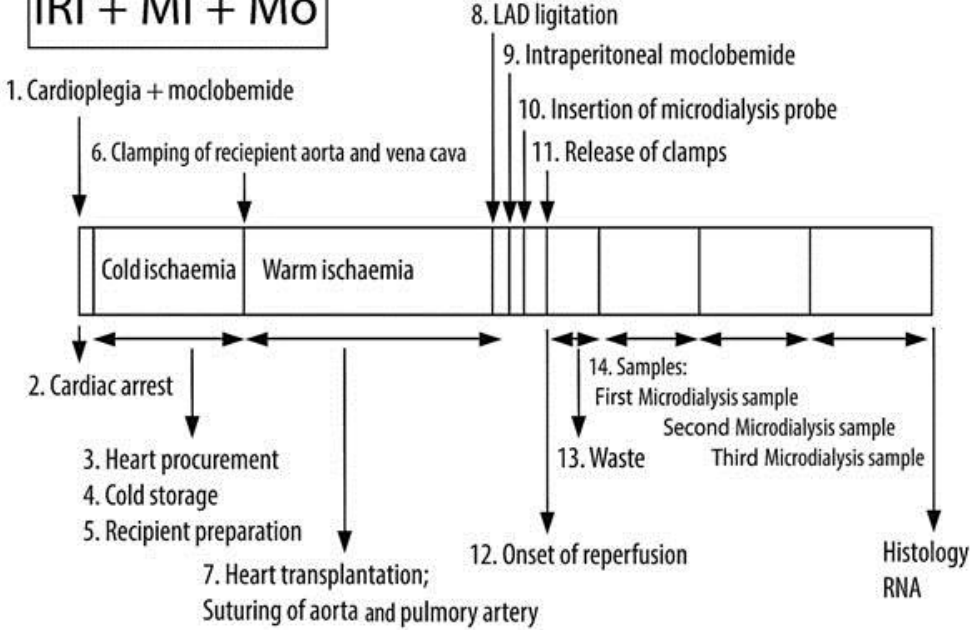 IRI + MI + Mo
8. LAD ligitation
9. Intraperitoneal moclobemide
1. Cardioplegia + moclobemide
10. Insertion of microdialysis probe
6. Clamping of reciepient aorta and vena cava
11. Release of clamps
Cold ischaemia
Warm ischaemia
2. Cardiac arrest
14. Samples:
First Microdialysis sample
Second Microdialysis sample
Third Microdialysis sample
13. Waste
3. Heart procurement
4. Cold storage
5. Recipient preparation
12. Onset of reperfusion
Histology
RNA
7. Heart transplantation;
Suturing of aorta and pulmory artery